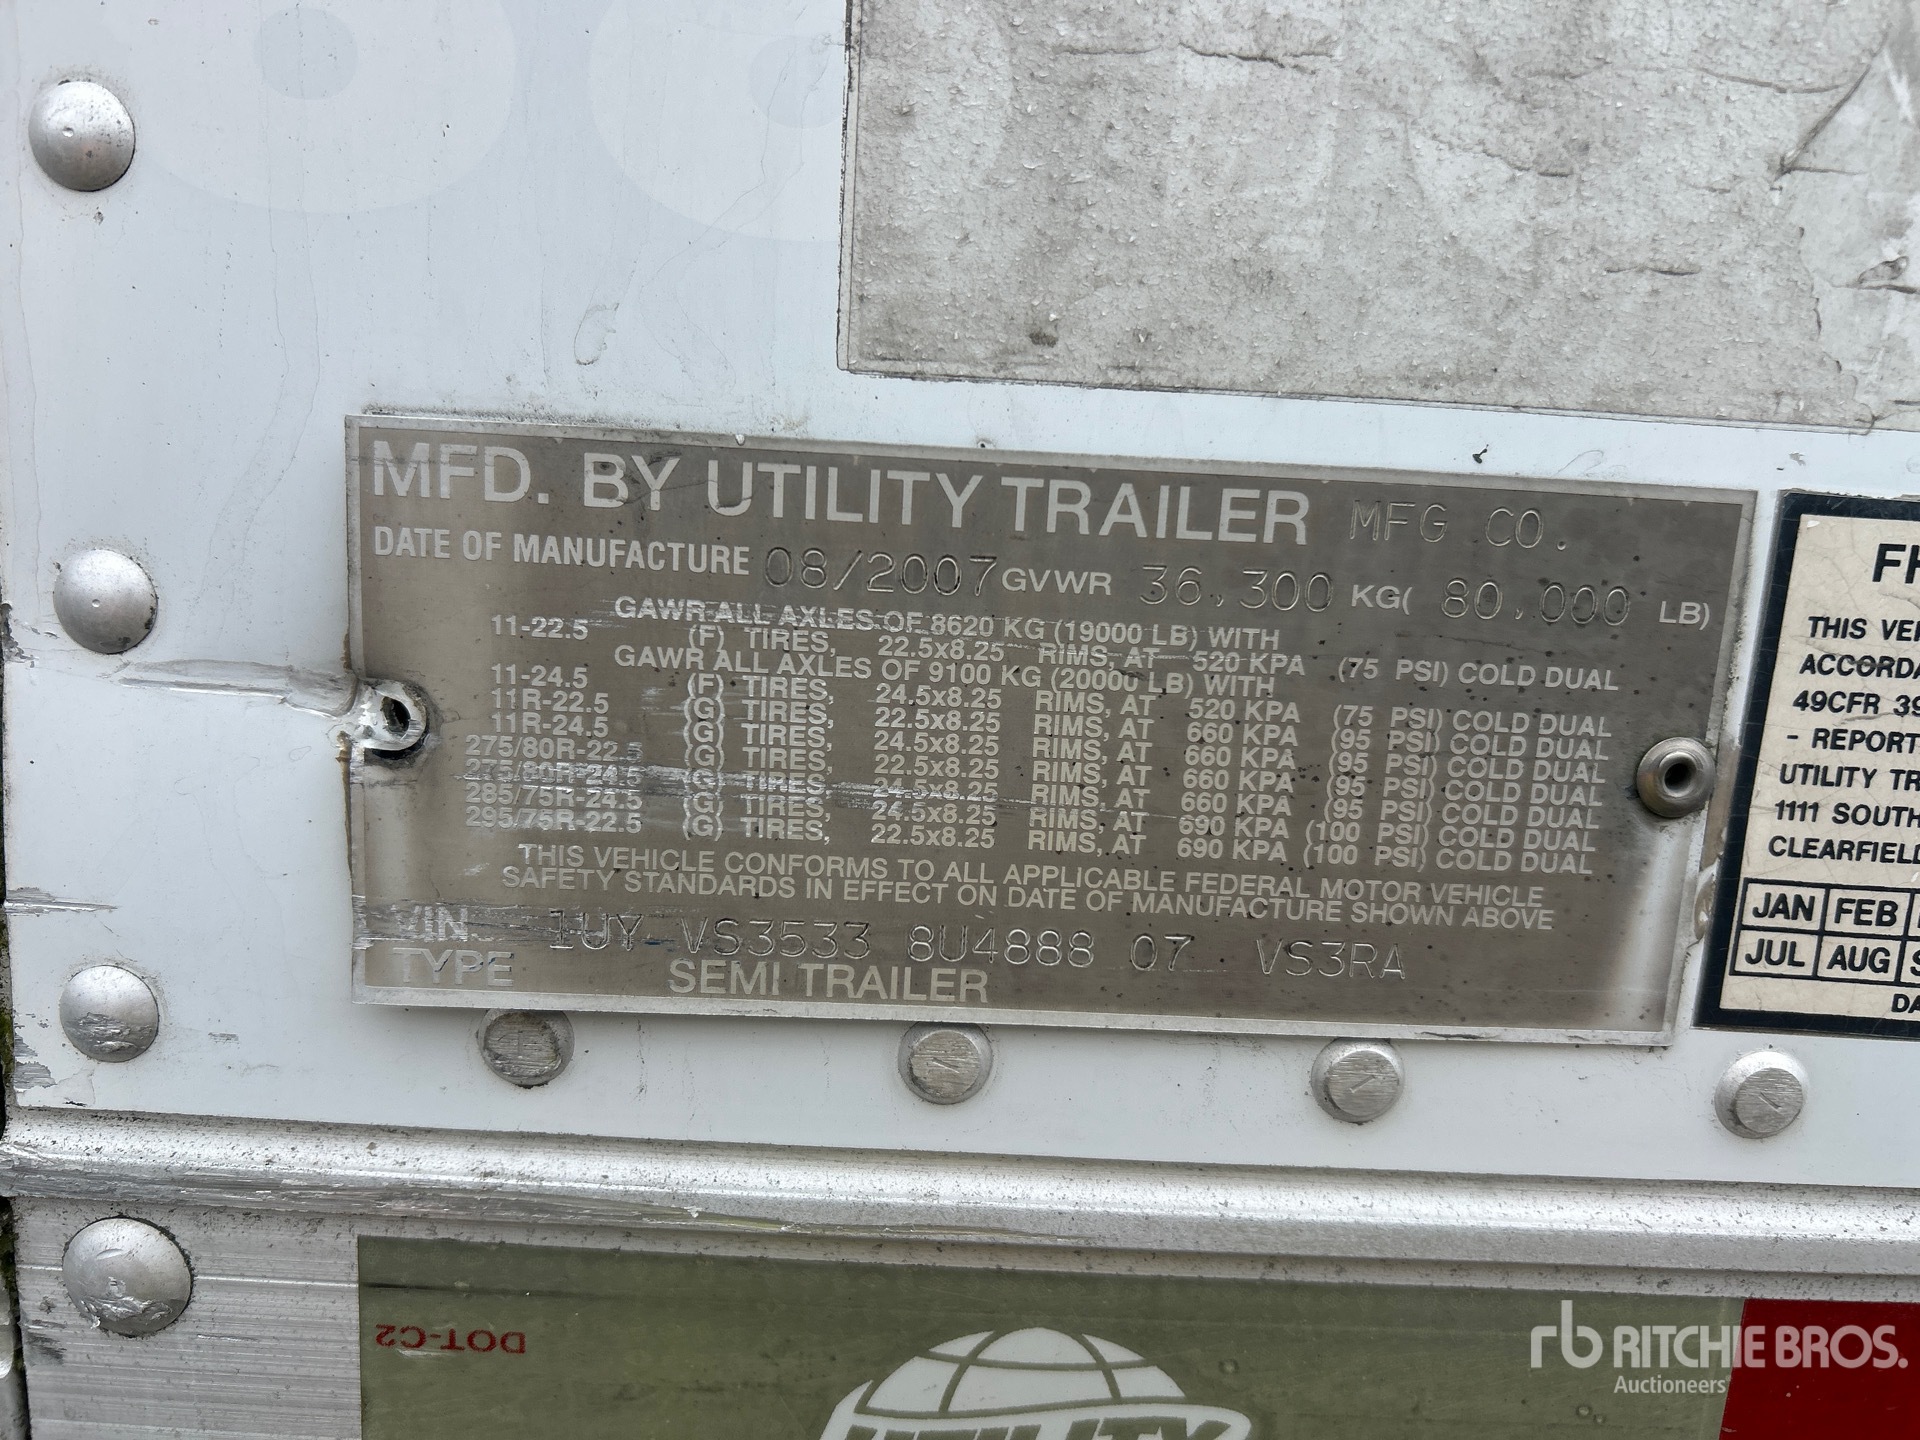 MFD. BY UTILITY TRAILER MFG CO.
DATE OF MANUFACTURE 08/2007 GVWR 36,300 KG( 80,000 LB)
GAWR ALL AXLES OF 8620 KG (19000 LB) WITH
11-22.5 (F) TIRES, 22.5x8.25 RIMS, AT 520 KPA (75 PSI) COLD DUAL
GAWR ALL AXLES OF 9100 KG (20000 LB) WITH
11-24.5 (F) TIRES, 24.5x8.25 RIMS, AT 520 KPA (75 PSI) COLD DUAL
11R-22.5 (G) TIRES, 22.5x8.25 RIMS, AT 660 KPA (95 PSI) COLD DUAL
11R-24.5 (G) TIRES, 24.5x8.25 RIMS, AT 660 KPA (95 PSI) COLD DUAL
275/80R-22.5 (G) TIRES, 22.5x8.25 RIMS, AT 660 KPA (95 PSI) COLD DUAL
275/80R-24.5 (G) TIRES, 24.5x8.25 RIMS, AT 660 KPA (95 PSI) COLD DUAL
285/75R-24.5 (G) TIRES, 24.5x8.25 RIMS, AT 690 KPA (100 PSI) COLD DUAL
295/75R-22.5 (G) TIRES, 22.5x8.25 RIMS, AT 690 KPA (100 PSI) COLD DUAL
THIS VEHICLE CONFORMS TO ALL APPLICABLE FEDERAL MOTOR VEHICLE
SAFETY STANDARDS IN EFFECT ON DATE OF MANUFACTURE SHOWN ABOVE
VIN 1UY VS3533 8U4888 07 VS3RA
TYPE SEMI TRAILER
FH
THIS VE
ACCORDA
49CFR 39
- REPORT
UTILITY TR
1111 SOUTH
CLEARFIELD
JAN FEB
JUL AUG S
DA
DOT-C2
UTILITY
rb RITCHIE BROS.
Auctioneers